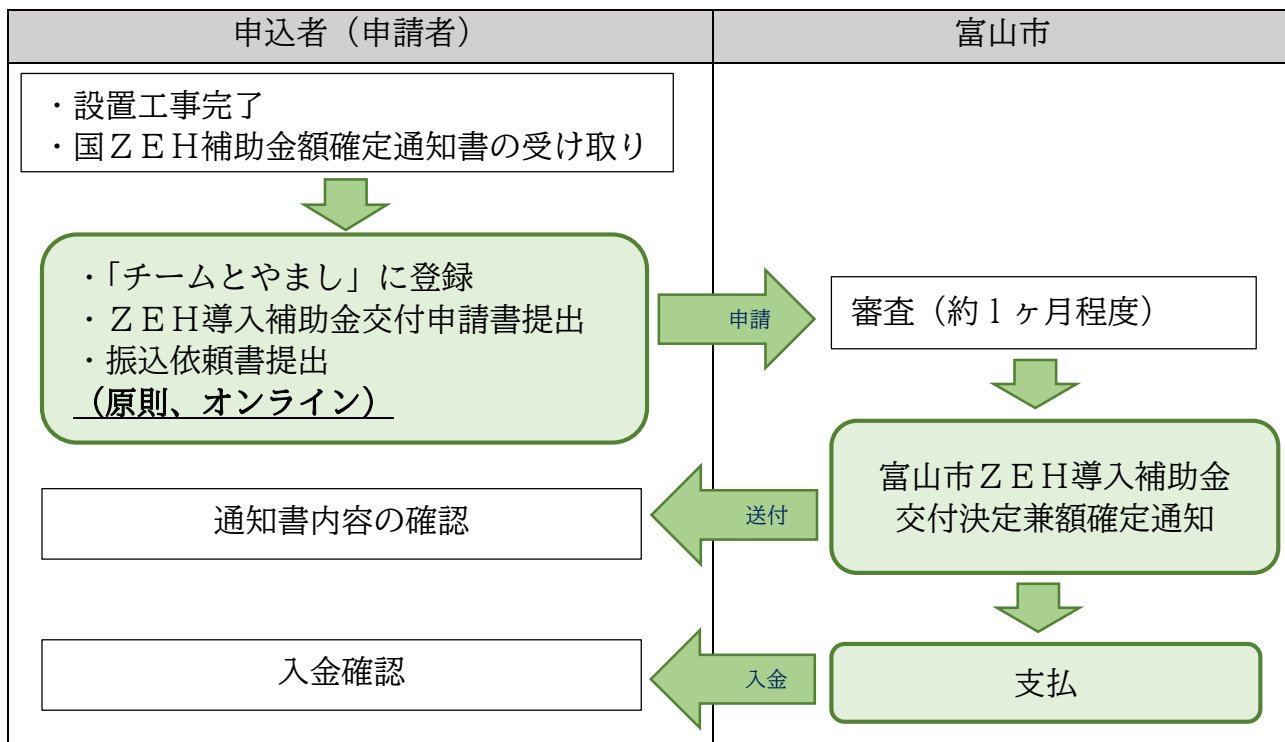 申込者（申請者）
富山市
・設置工事完了
・国ＺＥＨ補助金額確定通知書の受け取り
・「チームとやまし」に登録
・ＺＥＨ導入補助金交付申請書提出
・振込依頼書提出
（原則、オンライン）
申請
審査（約１ヶ月程度）
富山市ＺＥＨ導入補助金
交付決定兼額確定通知
送付
通知書内容の確認
支払
入金
入金確認